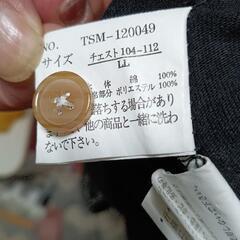 NO. TSM-120049
サイズ チェスト104-112
LL
体 綿 100%
部分 ポリエステル 100%
落ちする場合があり
他の商品と一緒に洗わ
ないで下さい。